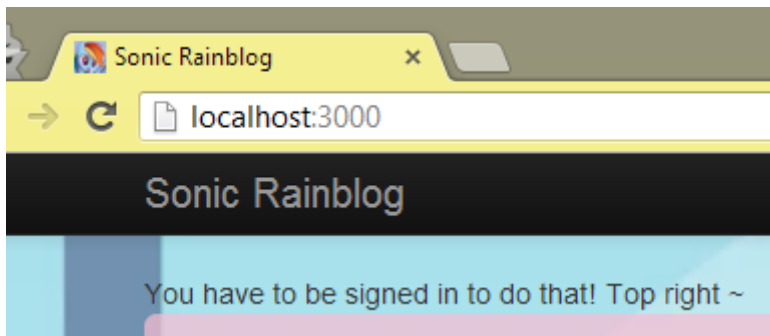 Sonic Rainblog
localhost:3000
Sonic Rainblog
You have to be signed in to do that! Top right ~